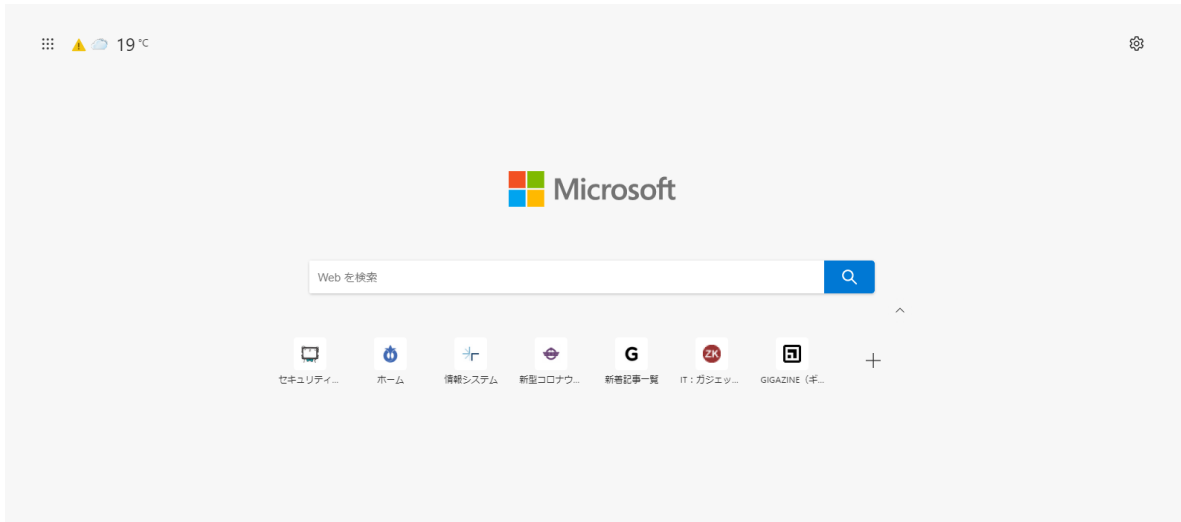 19 °C
Microsoft
Web を検索
G
ZK
セキュリティ...
ホーム
情報システム
新型コロナウ...
新着記事一覧
IT：ガジェッ...
GIGAZINE（ギ...